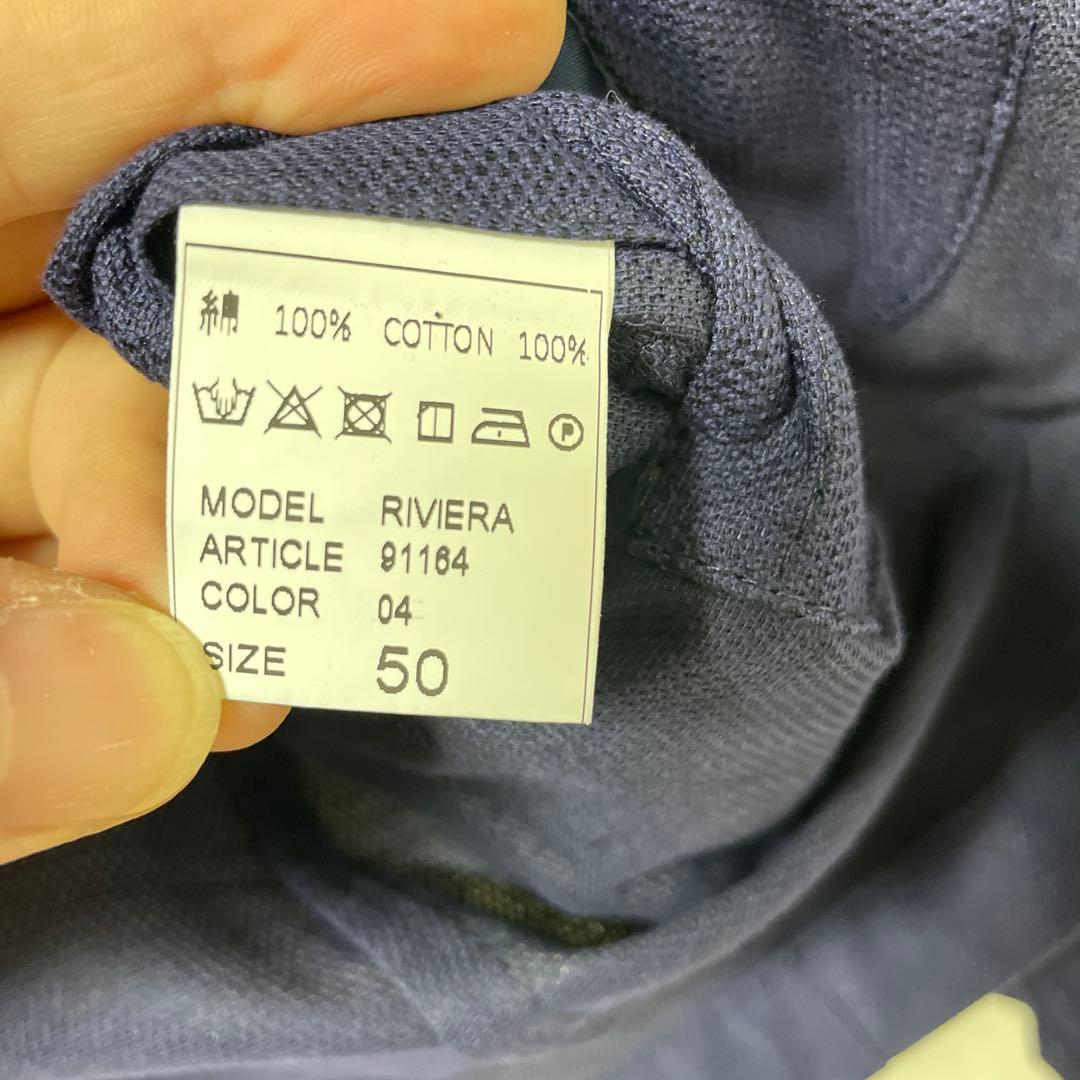 綿 100% COTTON 100%
P
MODEL RIVIERA
ARTICLE 91164
COLOR 04
SIZE 50